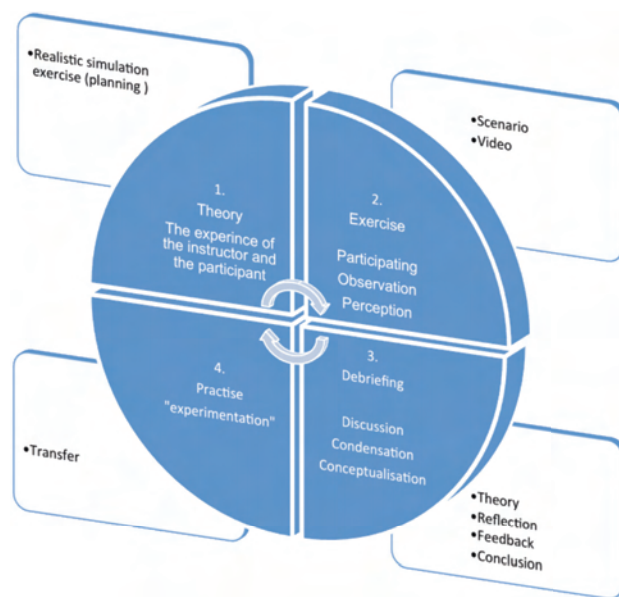 •Realistic simulation
exercise (planning )
•Scenario
•Video
1.
Theory
The experince of
the instructor and
the participant
2.
Exercise
Participating
Observation
Perception
3.
Debriefing
Discussion
Condensation
Conceptualisation
4.
Practise
"experimentation"
•Transfer
•Theory
•Reflection
•Feedback
•Conclusion